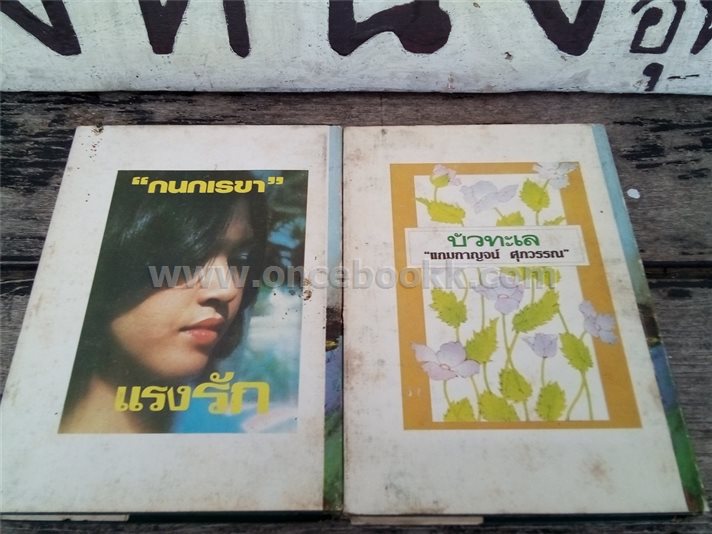 "กนกเรขา"
แรงรัก
บัวทะเล
"แกมกาญจน์ ศุภวรรณ"
www.oncebookk.com